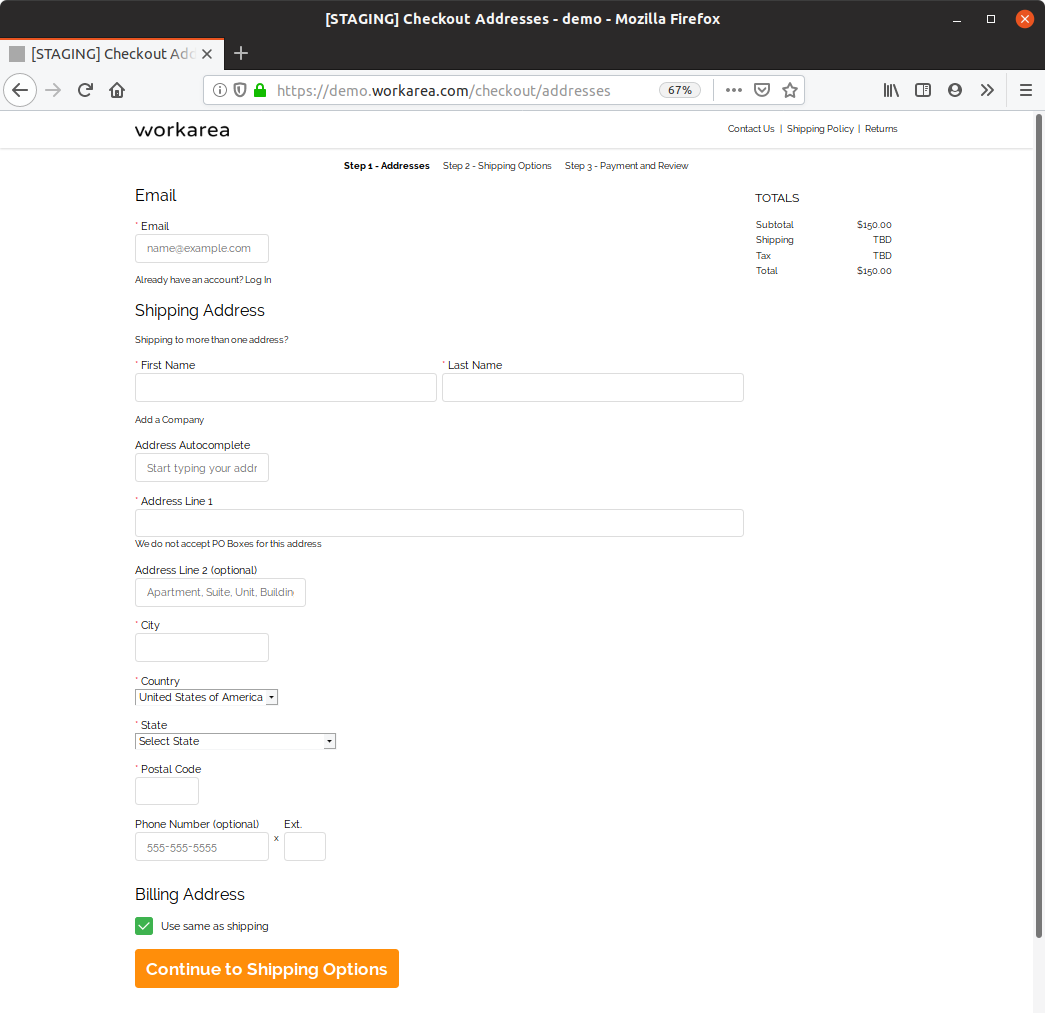 [STAGING] Checkout Addresses - demo - Mozilla Firefox
[STAGING] Checkout Add
https://demo.workarea.com/checkout/addresses 67%
workarea
Contact Us | Shipping Policy | Returns
Step 1 - Addresses Step 2 - Shipping Options Step 3 - Payment and Review
Email
* Email
name@example.com
Already have an account? Log In
TOTALS
Subtotal $150.00
Shipping TBD
Tax TBD
Total $150.00
Shipping Address
Shipping to more than one address?
* First Name * Last Name
Add a Company
Address Autocomplete
Start typing your addr
* Address Line 1
We do not accept PO Boxes for this address
Address Line 2 (optional)
Apartment, Suite, Unit, Buildin
* City
* Country
United States of America
* State
Select State
* Postal Code
Phone Number (optional) Ext.
555-555-5555 x
Billing Address
Use same as shipping
Continue to Shipping Options